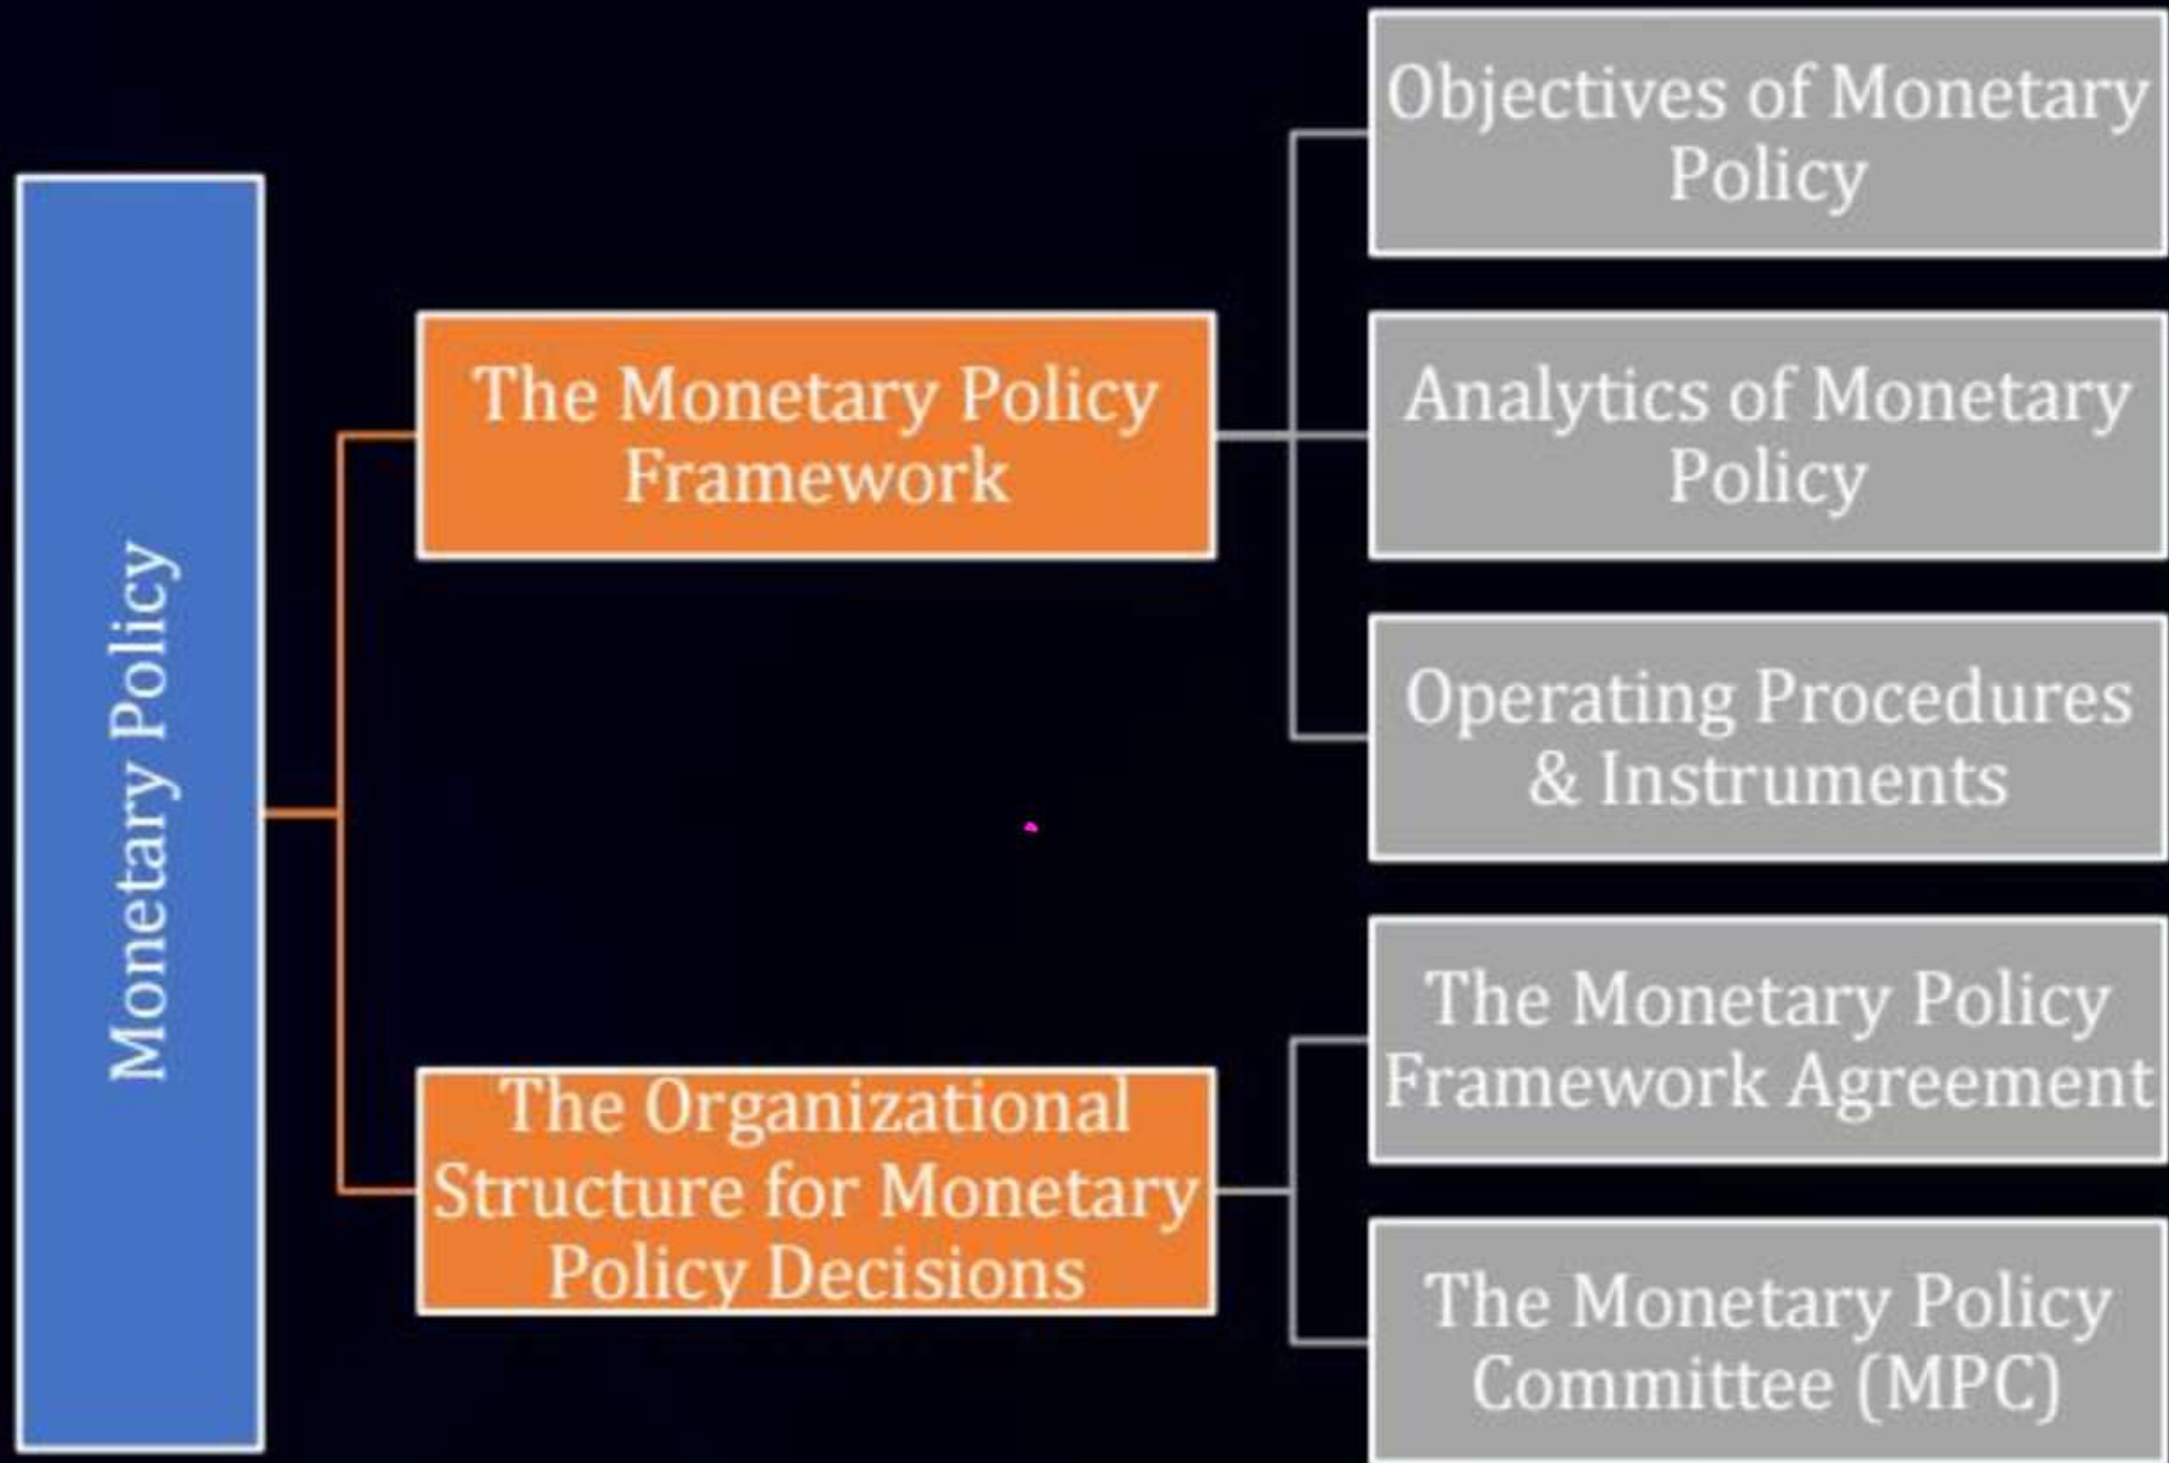 Monetary Policy
The Monetary Policy
Framework
Objectives of Monetary
Policy
Analytics of Monetary
Policy
Operating Procedures
& Instruments
The Organizational
Structure for Monetary
Policy Decisions
The Monetary Policy
Framework Agreement
The Monetary Policy
Committee (MPC)